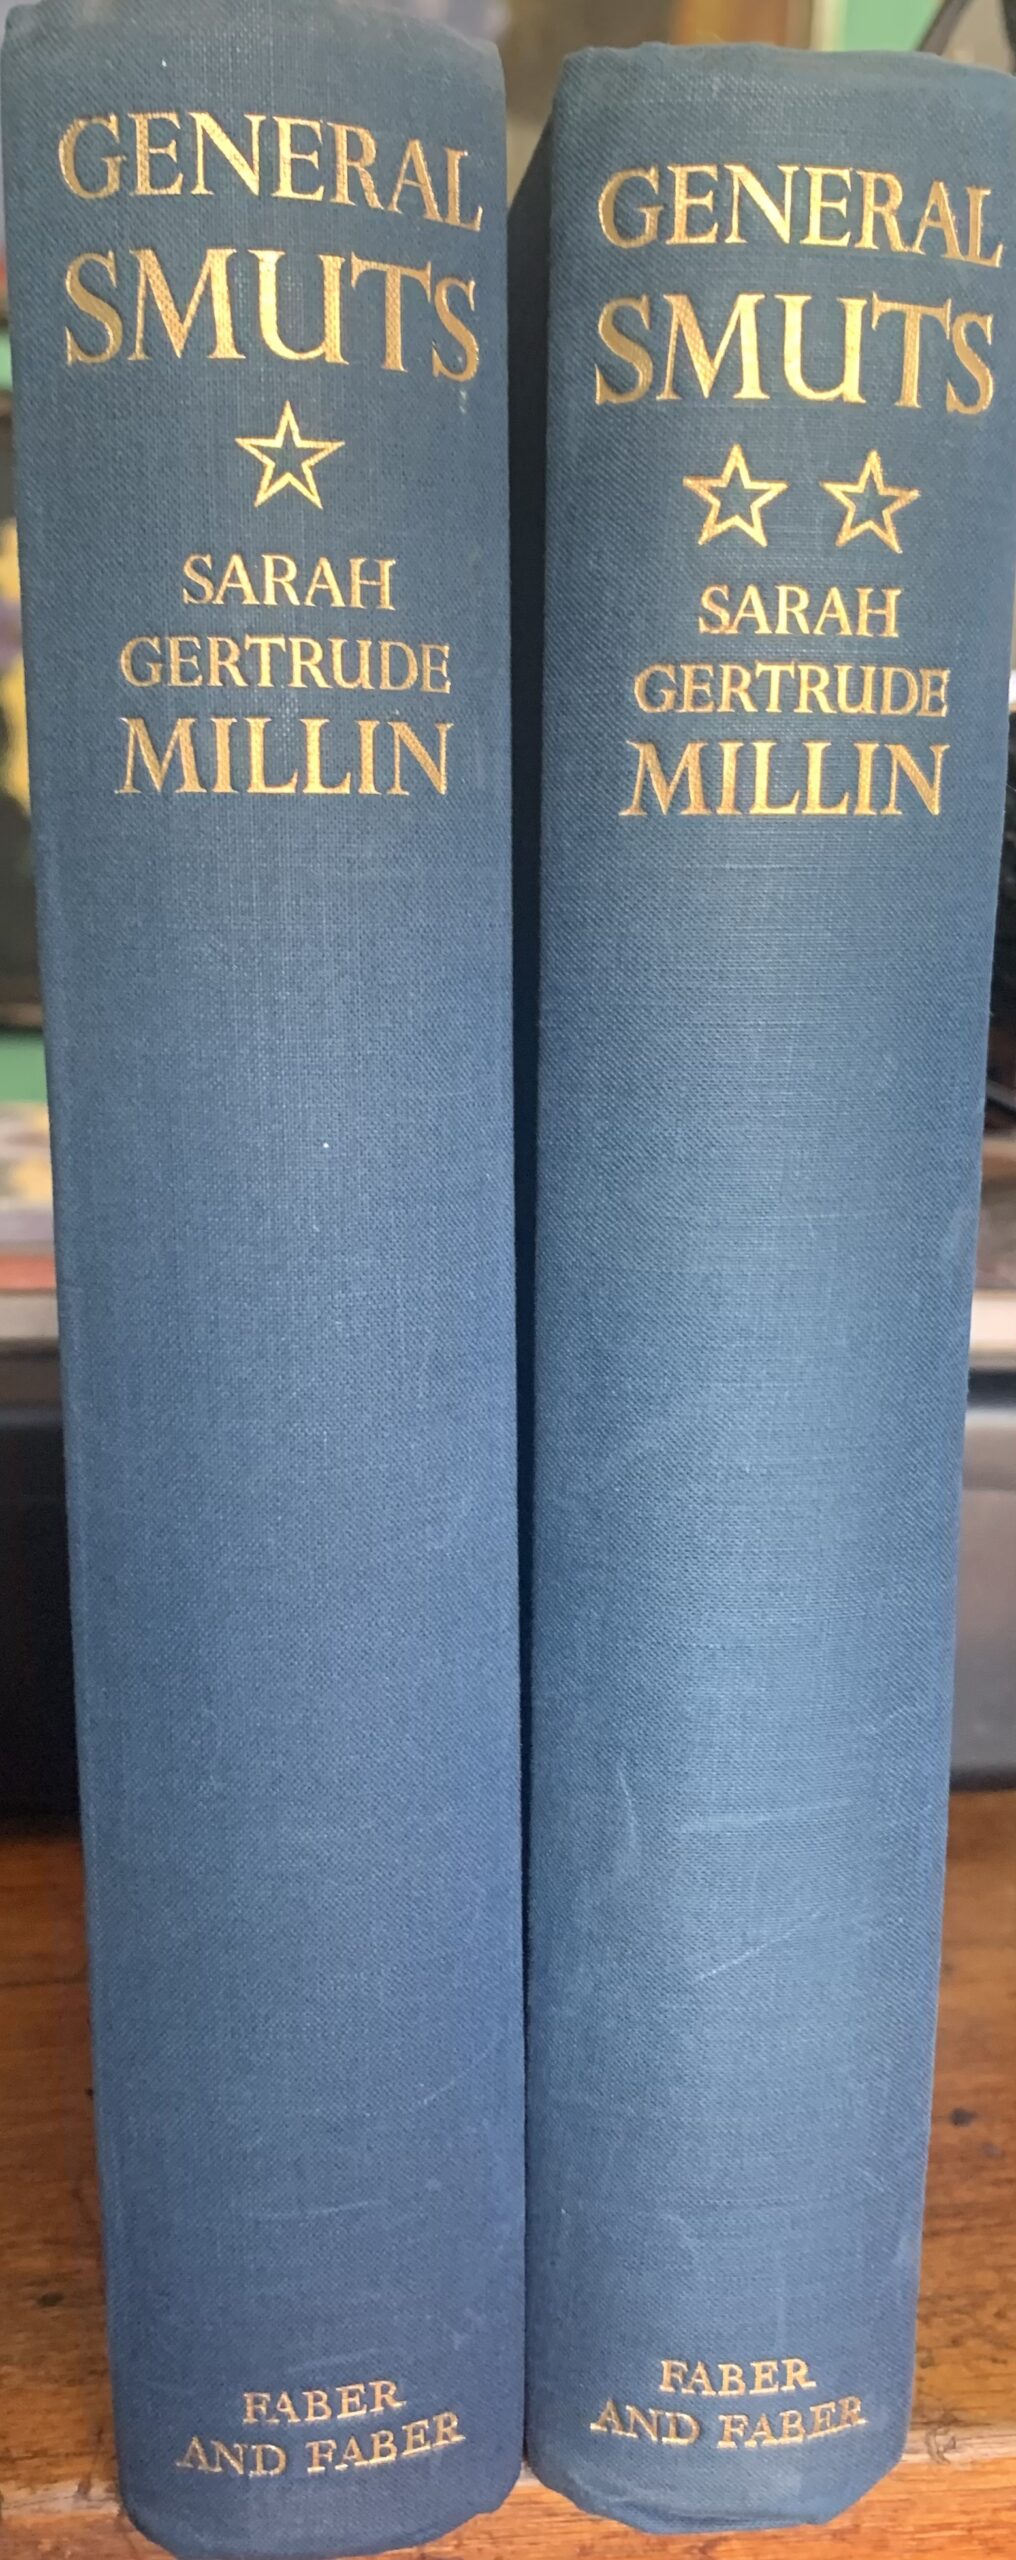 GENERAL
SMUTS
SARAH
GERTRUDE
MILLIN
FABER
AND FABER
GENERAL
SMUTS
SARAH
GERTRUDE
MILLIN
FABER
AND FABER